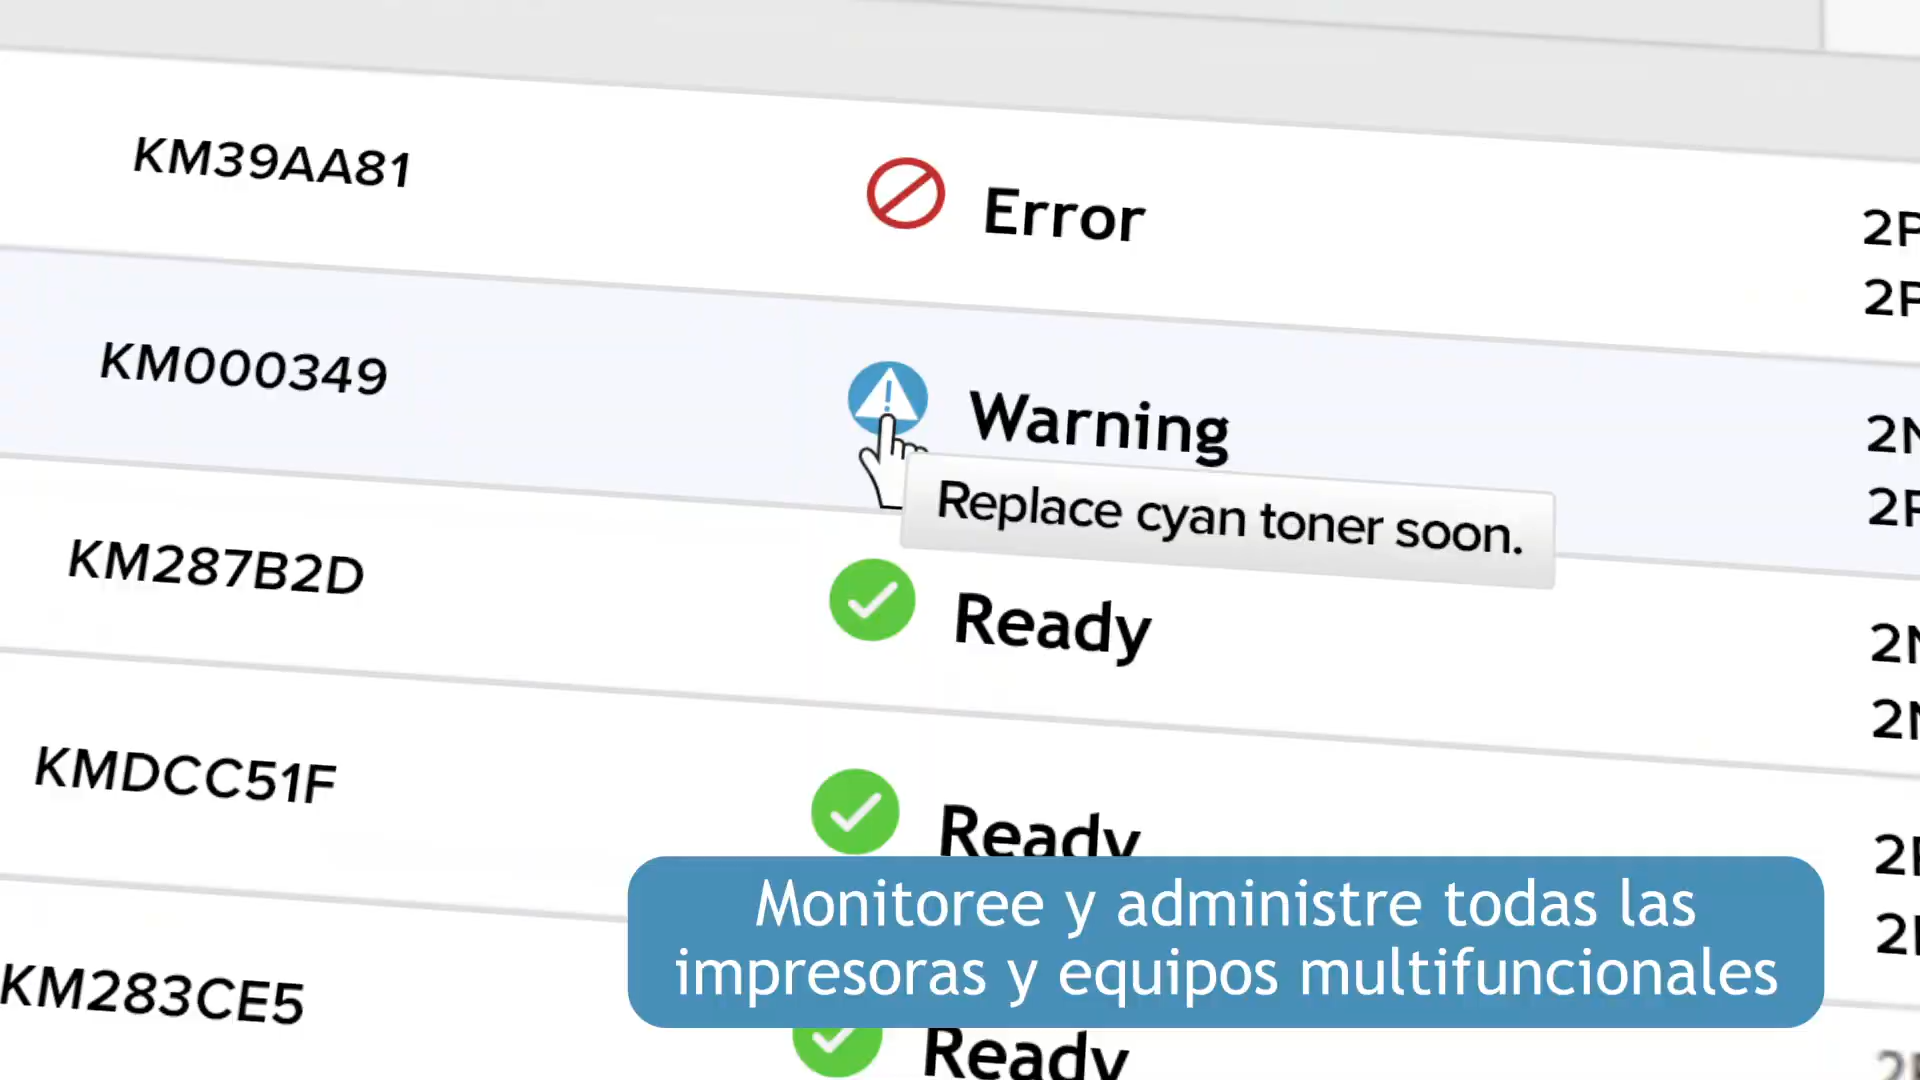 KM39AA81
Error
KM000349
Warning
Replace cyan toner soon.
KM287B2D
Ready
KMDCC51F
Ready
Monitoree y administre todas las
impresoras y equipos multifuncionales
KM283CE5
Ready